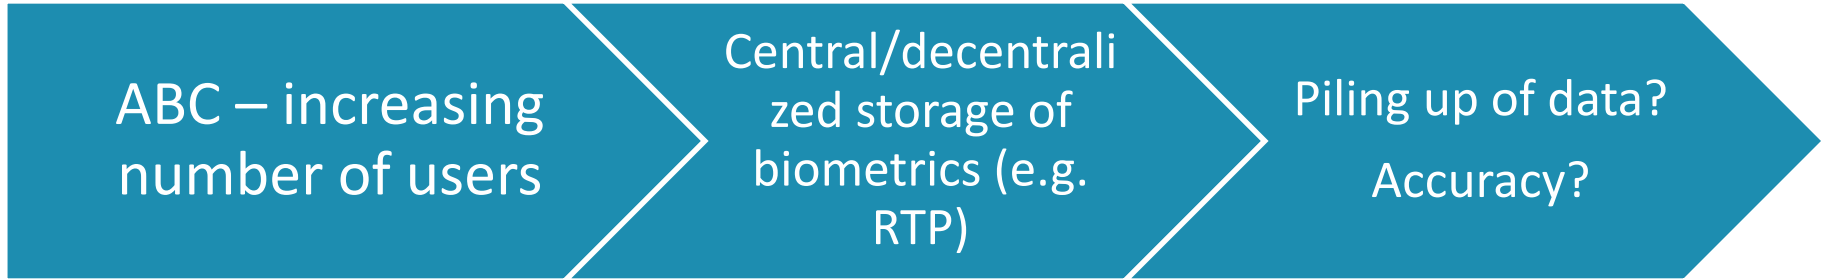 ABC – increasing
number of users
Central/decentrali
zed storage of
biometrics (e.g.
RTP)
Piling up of data?
Accuracy?